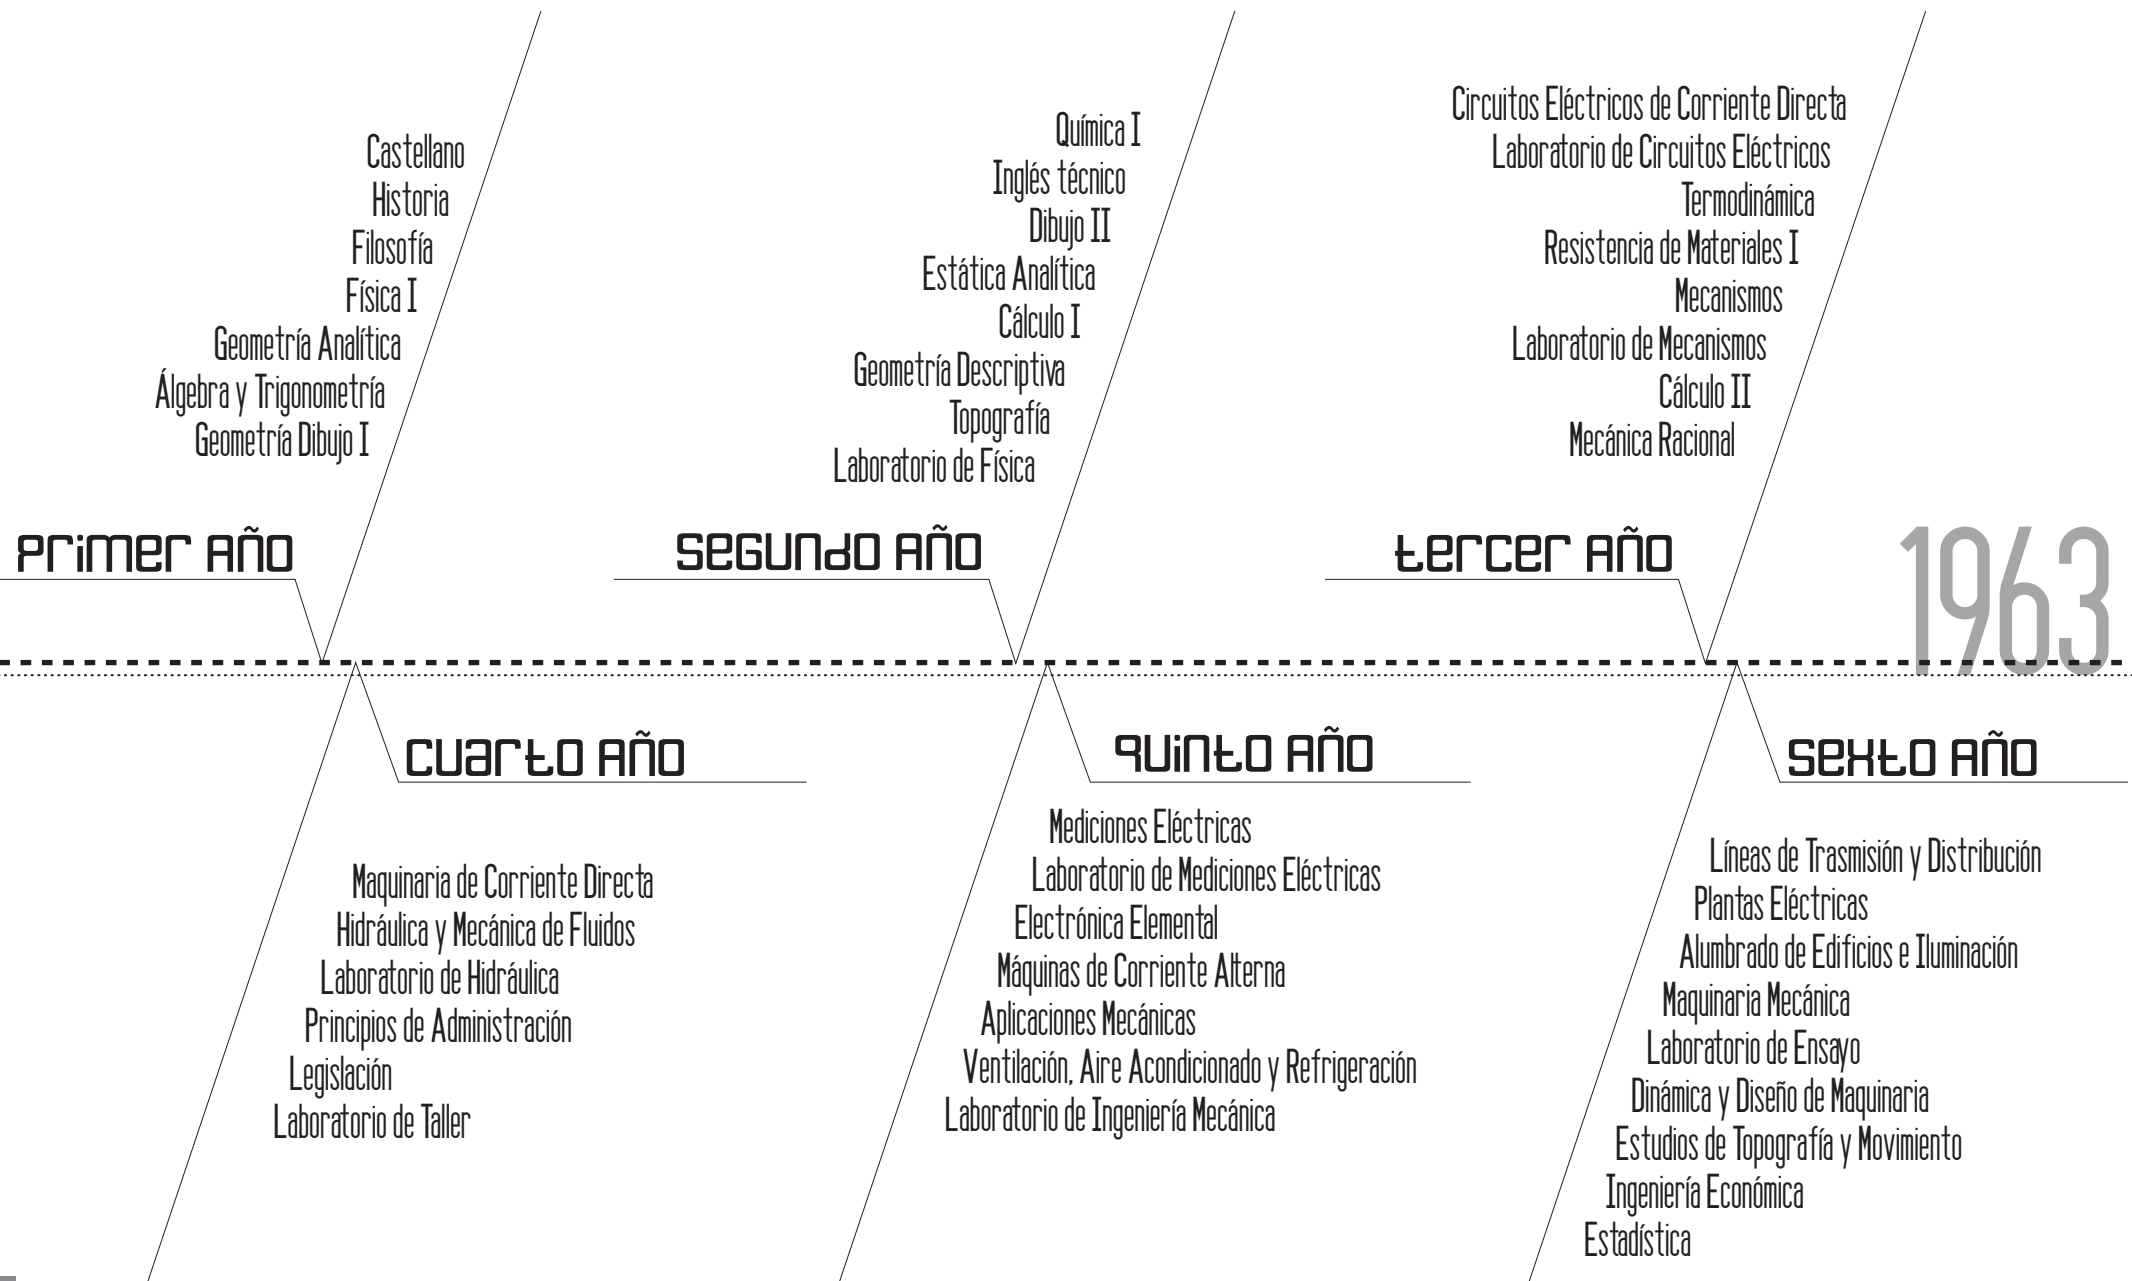 Castellano
Historia
Filosofía
Física I
Geometría Analítica
Álgebra y Trigonometría
Geometría Dibujo I
Primer Año
Química I
Inglés técnico
Dibujo II
Estática Analítica
Cálculo I
Geometría Descriptiva
Topografía
Laboratorio de Física
Segundo Año
Circuitos Eléctricos de Corriente Directa
Laboratorio de Circuitos Eléctricos
Termodinámica
Resistencia de Materiales I
Mecanismos
Laboratorio de Mecanismos
Cálculo II
Mecánica Racional
tercer Año
1963
Cuarto Año
Maquinaria de Corriente Directa
Hidráulica y Mecánica de Fluidos
Laboratorio de Hidráulica
Principios de Administración
Legislación
Laboratorio de Taller
quinto Año
Mediciones Eléctricas
Laboratorio de Mediciones Eléctricas
Electrónica Elemental
Máquinas de Corriente Alterna
Aplicaciones Mecánicas
Ventilación, Aire Acondicionado y Refrigeración
Laboratorio de Ingeniería Mecánica
Sexto Año
Líneas de Trasmisión y Distribución
Plantas Eléctricas
Alumbrado de Edificios e Iluminación
Maquinaria Mecánica
Laboratorio de Ensayo
Dinámica y Diseño de Maquinaria
Estudios de Topografía y Movimiento
Ingeniería Económica
Estadística